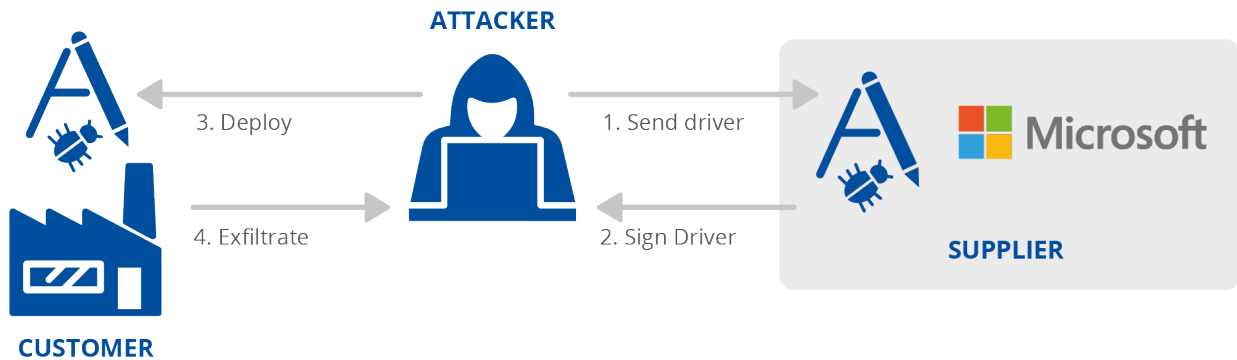 ATTACKER
3. Deploy
1. Send driver
Microsoft
4. Exfiltrate
2. Sign Driver
SUPPLIER
CUSTOMER